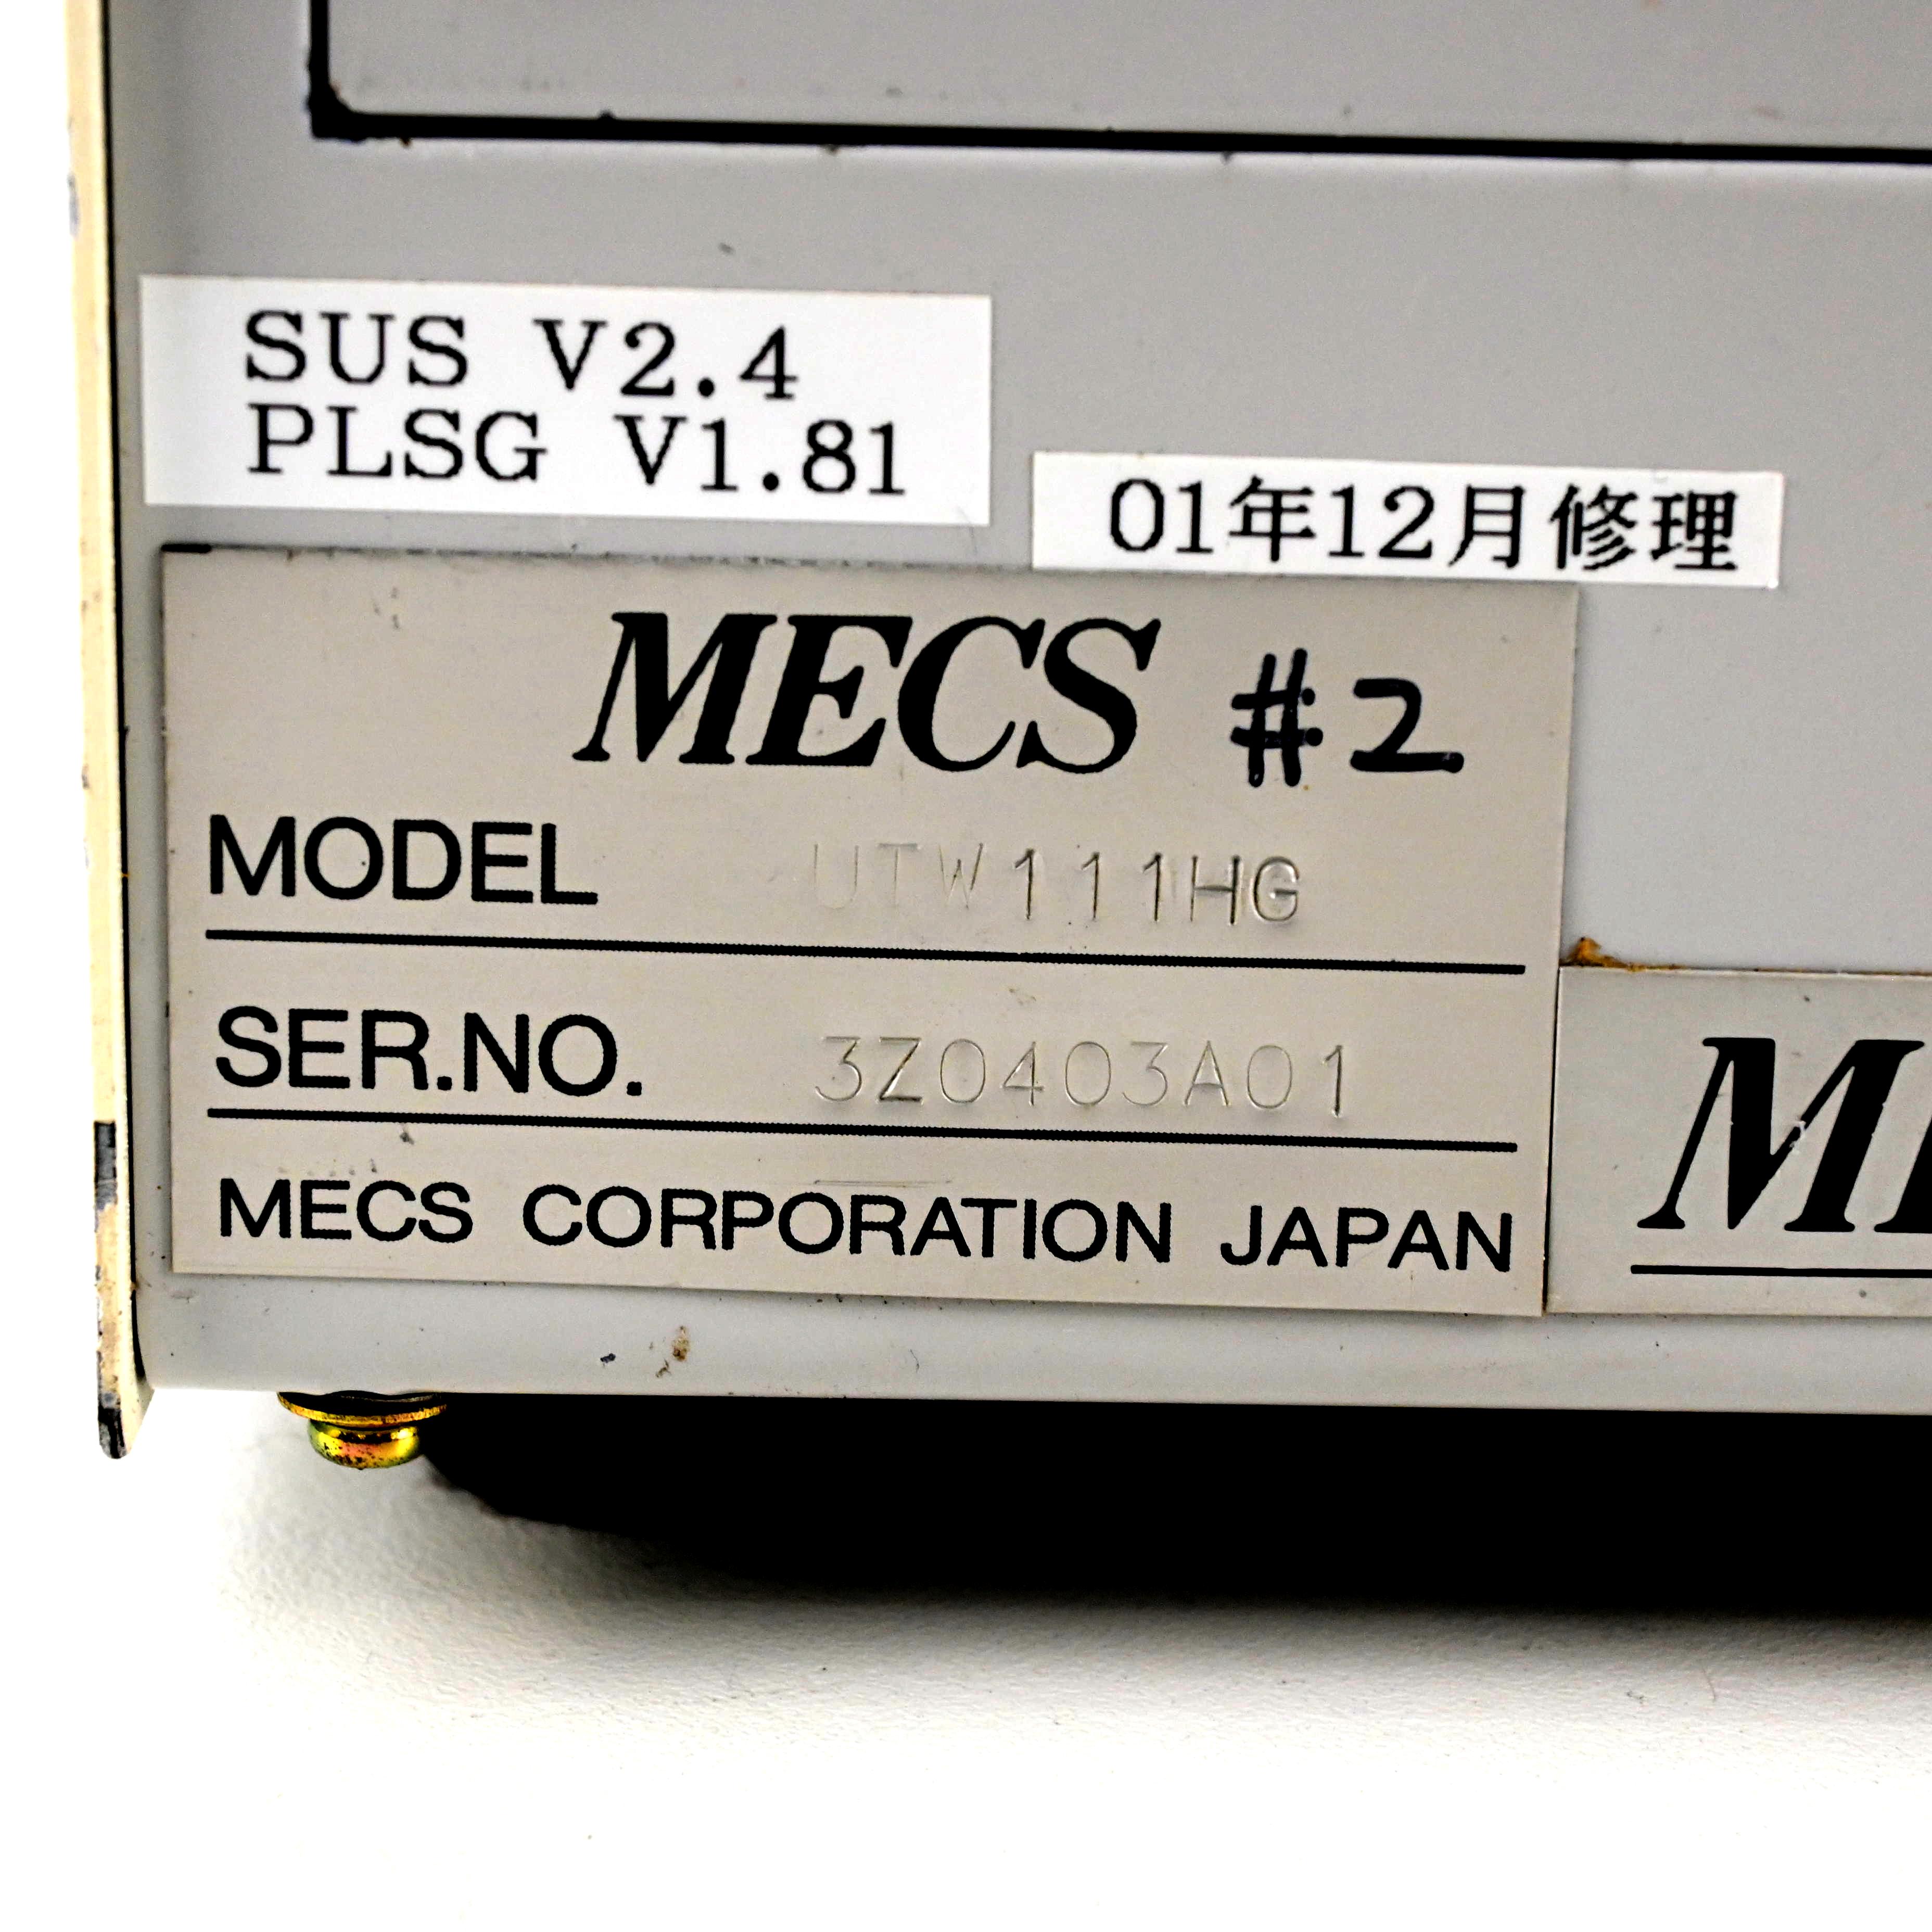 SUS V2.4
PLSG V1.81
01年12月修理
MECS #2
MODEL UTW111HG
SER.NO. 3Z0403A01
MECS CORPORATION JAPAN